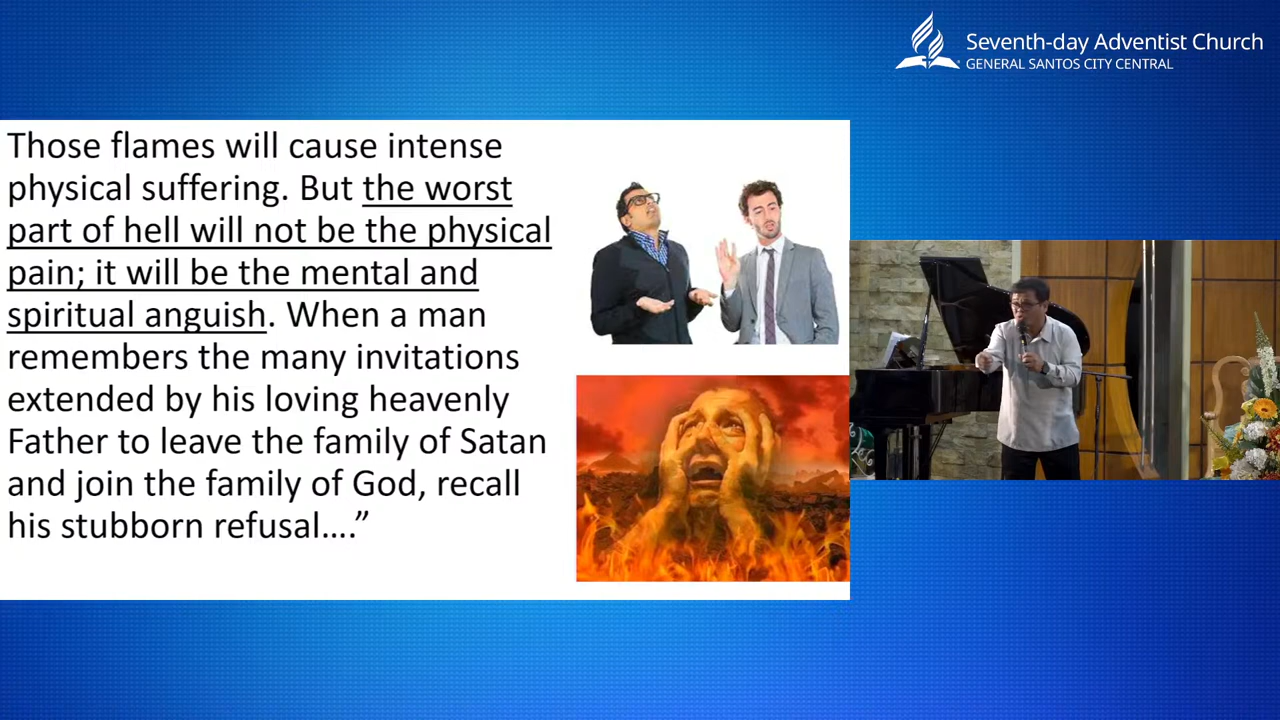 Seventh-day Adventist Church
GENERAL SANTOS CITY CENTRAL
Those flames will cause intense
physical suffering. But the worst
part of hell will not be the physical
pain; it will be the mental and
spiritual anguish. When a man
remembers the many invitations
extended by his loving heavenly
Father to leave the family of Satan
and join the family of God, recall
his stubborn refusal….”